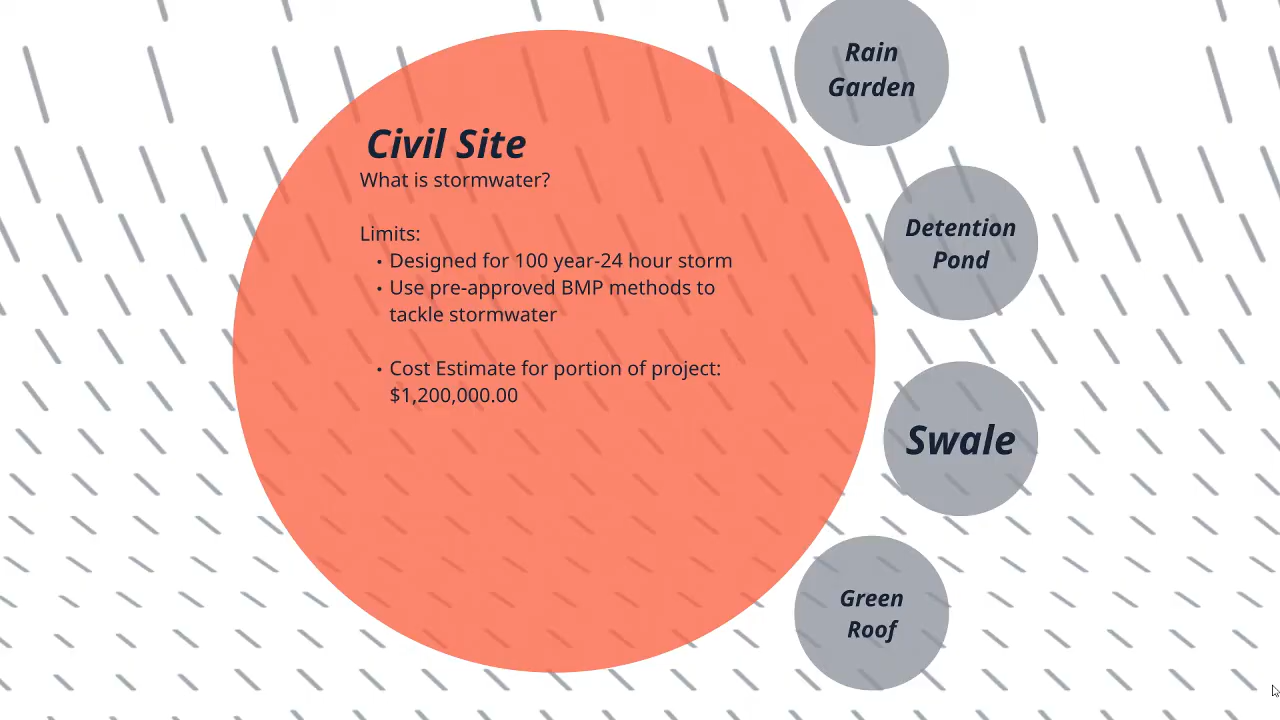 Civil Site
What is stormwater?
Limits:
• Designed for 100 year-24 hour storm
• Use pre-approved BMP methods to
tackle stormwater
• Cost Estimate for portion of project:
$1,200,000.00
Rain
Garden
Detention
Pond
Swale
Green
Roof